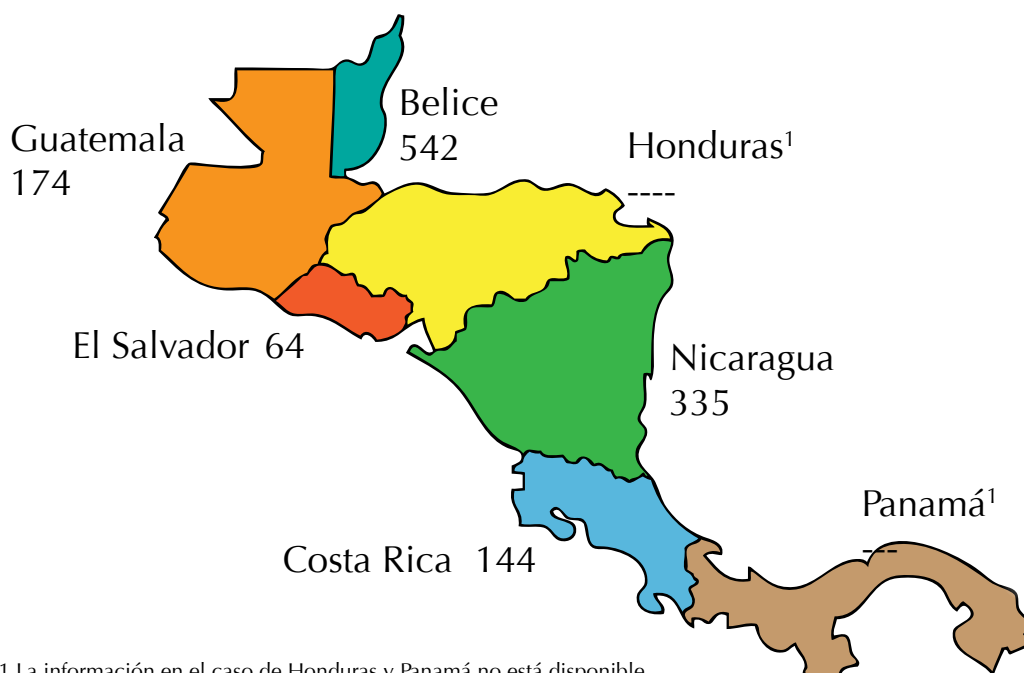 Belice
542
Guatemala
174
Honduras¹
----
El Salvador 64
Nicaragua
335
Costa Rica 144
Panamá¹
---
1 La información en el caso de Honduras y Panamá no está disponible